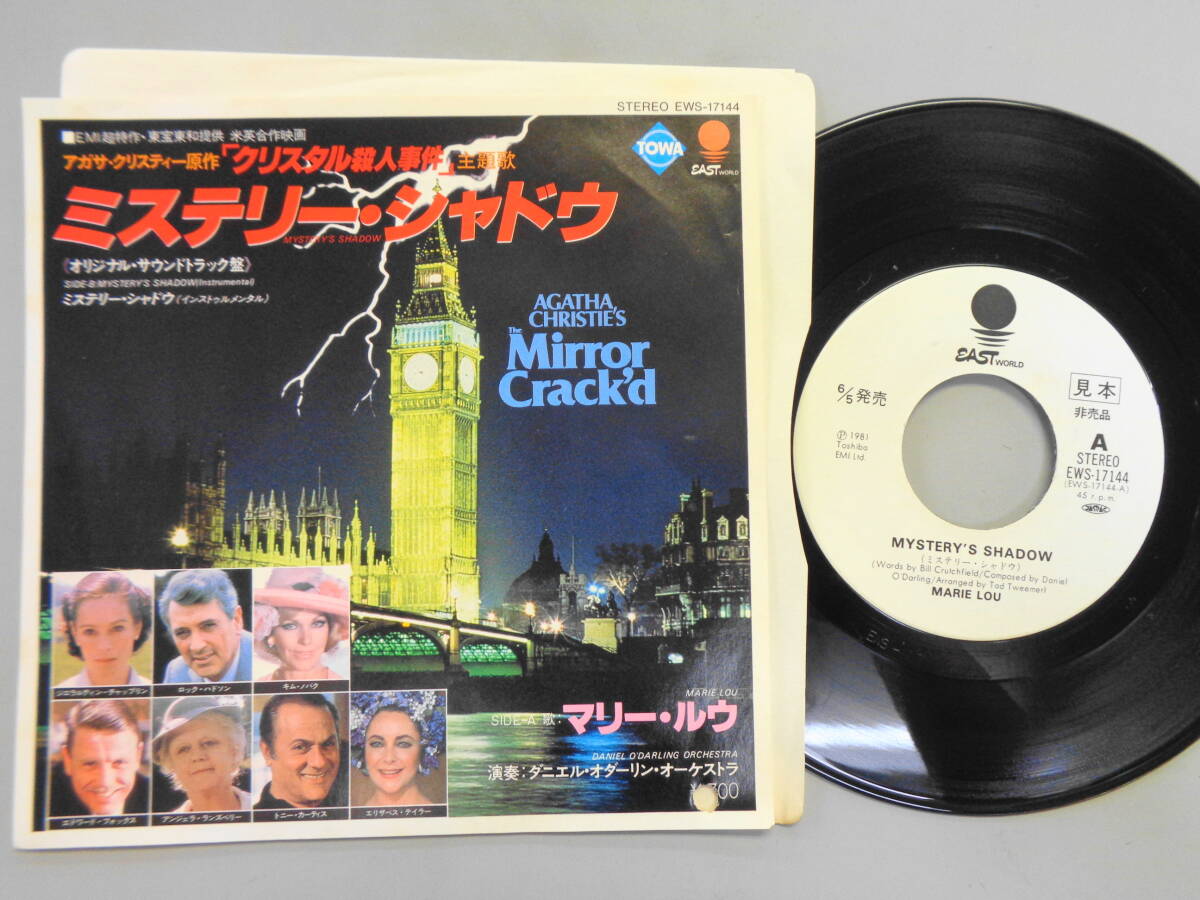 STEREO EWS-17144
■EMI超特作・東宝東和提供 米英合作映画
アガサ・クリスティー原作「クリスタル殺人事件」主題歌
TOWA
EAST WORLD
ミステリー・シャドウ
MYSTERY'S SHADOW
《オリジナル・サウンドトラック盤》
SIDE-B:MYSTERY'S SHADOW(Instrumental)
ミステリー・シャドウ(インストゥルメンタル)
AGATHA
CHRISTIE'S
The
Mirror
Crack'd
ジェラルディン・チャップリン
ロック・ハドソン
キム・ノバク
エドワード・フォックス
アンジェラ・ランズベリー
トニー・カーティス
エリザベス・テイラー
MARIE LOU
SIDE-A 歌:マリー・ルウ
DANIEL O'DARLING ORCHESTRA
演奏:ダニエル・オダーリン・オーケストラ
¥700
EAST WORLD
6/5発売
見本
非売品
Ⓟ 1981
Toshiba
EMI Ltd.
A
STEREO
EWS-17144
(EWS-17144-A)
45 r.p.m.
MYSTERY'S SHADOW
(ミステリー・シャドウ)
(Words by Bill Crutchfield/Composed by Daniel
O'Darling/Arranged by Tod Tweemer)
MARIE LOU